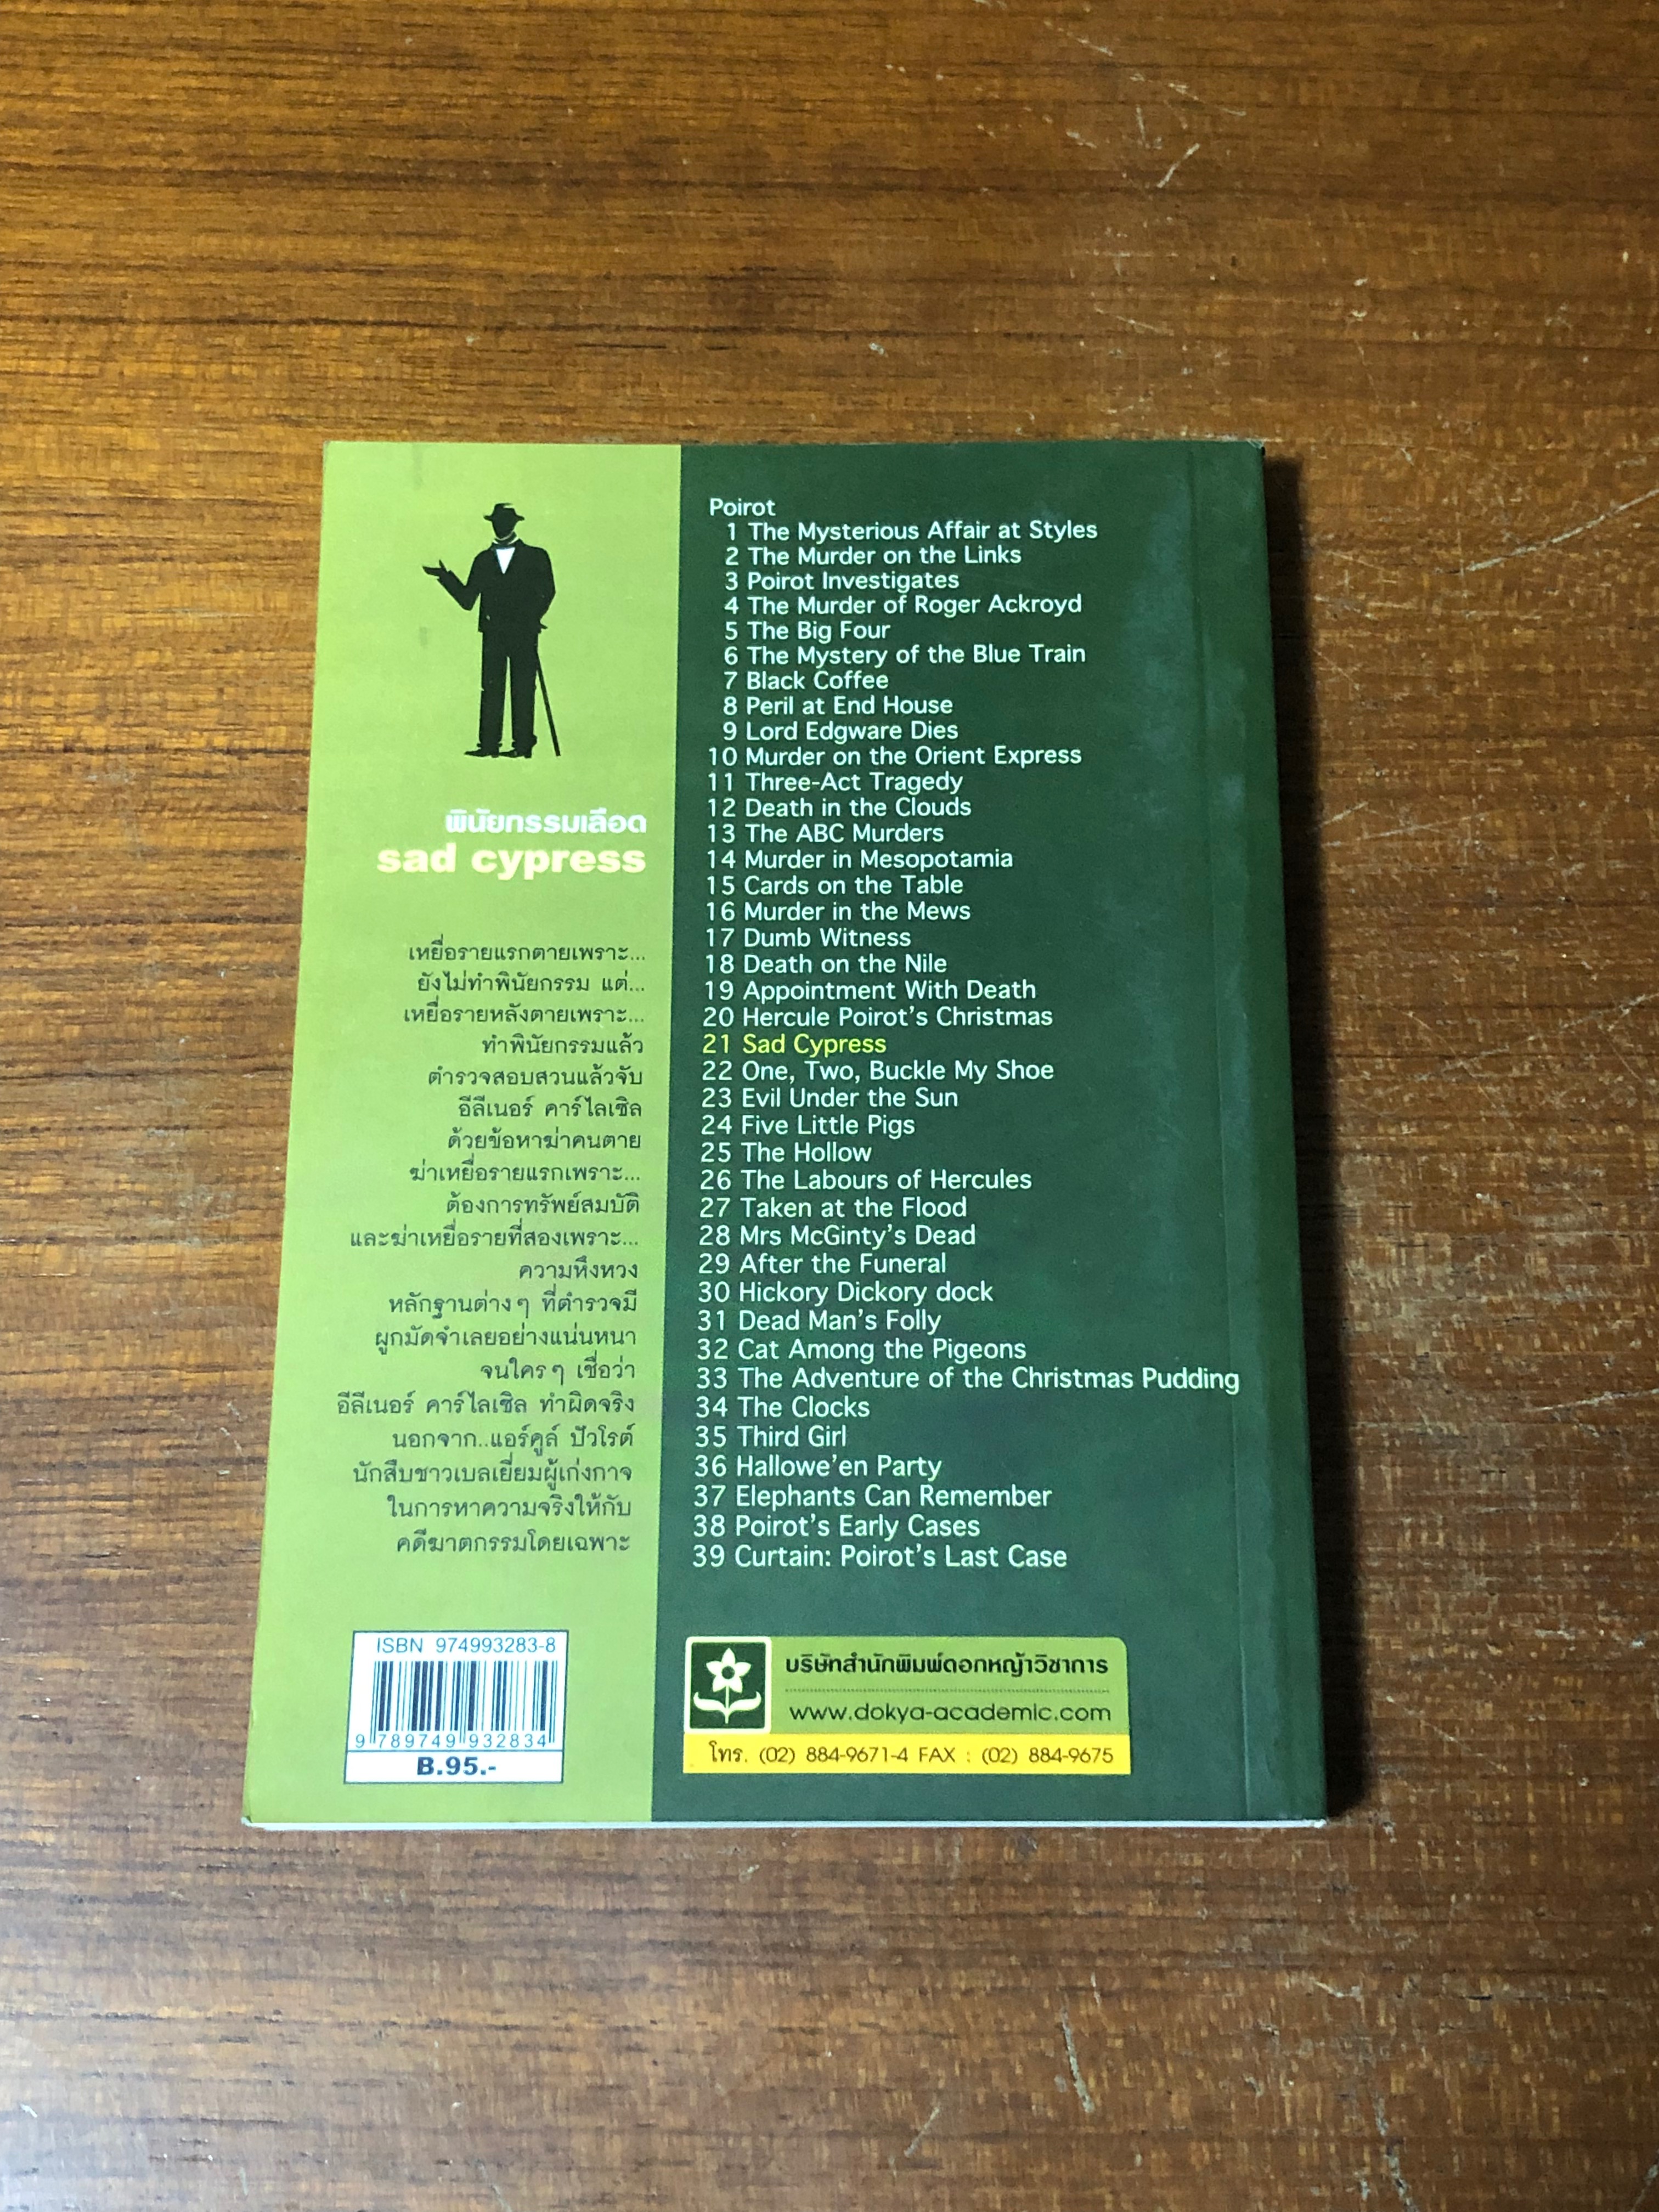 พินัยกรรมเลือด
sad cypress
เหยื่อรายแรกตายเพราะ...
ยังไม่ทำพินัยกรรม แต่...
เหยื่อรายหลังตายเพราะ...
ทำพินัยกรรมแล้ว
ตำรวจสอบสวนแล้วจับ
อีลีเนอร์ คาร์ไลเซิล
ด้วยข้อหาฆ่าคนตาย
ฆ่าเหยื่อรายแรกเพราะ...
ต้องการทรัพย์สมบัติ
และฆ่าเหยื่อรายที่สองเพราะ...
ความหึงหวง
หลักฐานต่างๆ ที่ตำรวจมี
ผูกมัดจำเลยอย่างแน่นหนา
จนใครๆ เชื่อว่า
อีลีเนอร์ คาร์ไลเซิล ทำผิดจริง
นอกจาก..แอร์คูล์ ปัวโรต์
นักสืบชาวเบลเยี่ยมผู้เก่งกาจ
ในการหาความจริงให้กับ
คดีฆาตกรรมโดยเฉพาะ
ISBN 974993283-8
9 789749 932834
B.95.-
Poirot
1 The Mysterious Affair at Styles
2 The Murder on the Links
3 Poirot Investigates
4 The Murder of Roger Ackroyd
5 The Big Four
6 The Mystery of the Blue Train
7 Black Coffee
8 Peril at End House
9 Lord Edgware Dies
10 Murder on the Orient Express
11 Three-Act Tragedy
12 Death in the Clouds
13 The ABC Murders
14 Murder in Mesopotamia
15 Cards on the Table
16 Murder in the Mews
17 Dumb Witness
18 Death on the Nile
19 Appointment With Death
20 Hercule Poirot's Christmas
21 Sad Cypress
22 One, Two, Buckle My Shoe
23 Evil Under the Sun
24 Five Little Pigs
25 The Hollow
26 The Labours of Hercules
27 Taken at the Flood
28 Mrs McGinty's Dead
29 After the Funeral
30 Hickory Dickory dock
31 Dead Man's Folly
32 Cat Among the Pigeons
33 The Adventure of the Christmas Pudding
34 The Clocks
35 Third Girl
36 Hallowe'en Party
37 Elephants Can Remember
38 Poirot's Early Cases
39 Curtain: Poirot's Last Case
บริษัทสำนักพิมพ์ดอกหญ้าวิชาการ
www.dokya-academic.com
โทร. (02) 884-9671-4 FAX : (02) 884-9675